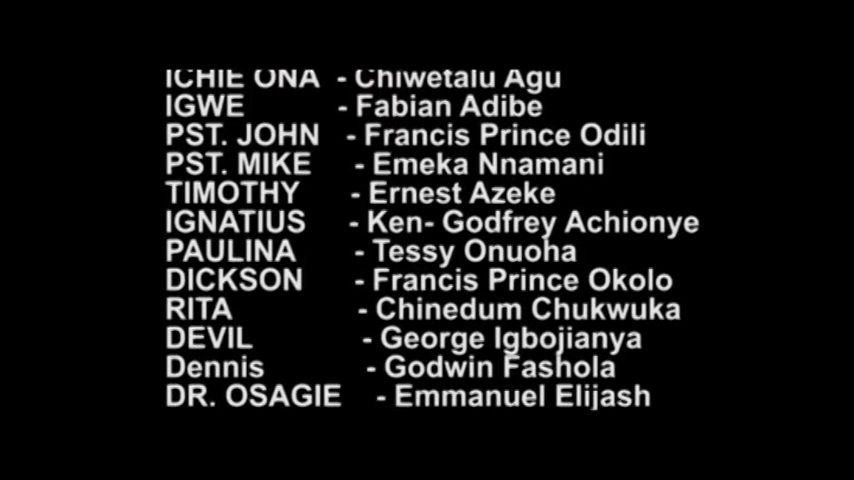 ICHIE ONA - Chiwetalu Agu
IGWE - Fabian Adibe
PST. JOHN - Francis Prince Odili
PST. MIKE - Emeka Nnamani
TIMOTHY - Ernest Azeke
IGNATIUS - Ken- Godfrey Achionye
PAULINA - Tessy Onuoha
DICKSON - Francis Prince Okolo
RITA - Chinedum Chukwuka
DEVIL - George Igbojianya
Dennis - Godwin Fashola
DR. OSAGIE - Emmanuel Elijash